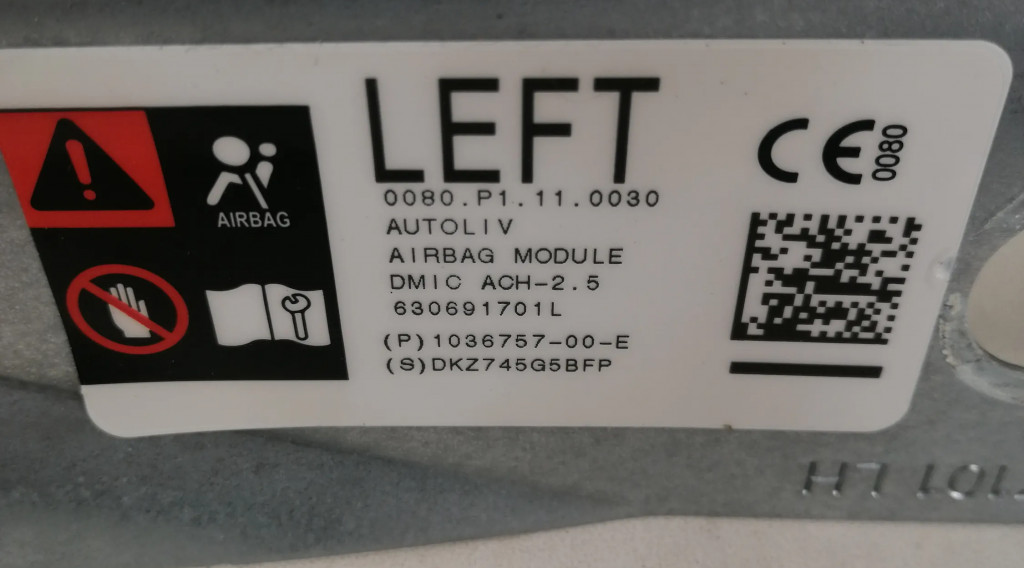 LEFT
0080.P1.11.0030
AUTOLIV
AIRBAG MODULE
DMIC ACH-2.5
630691701L
(P)1036757-00-E
(S)DKZ745G5BFP
AIRBAG
CE 0080